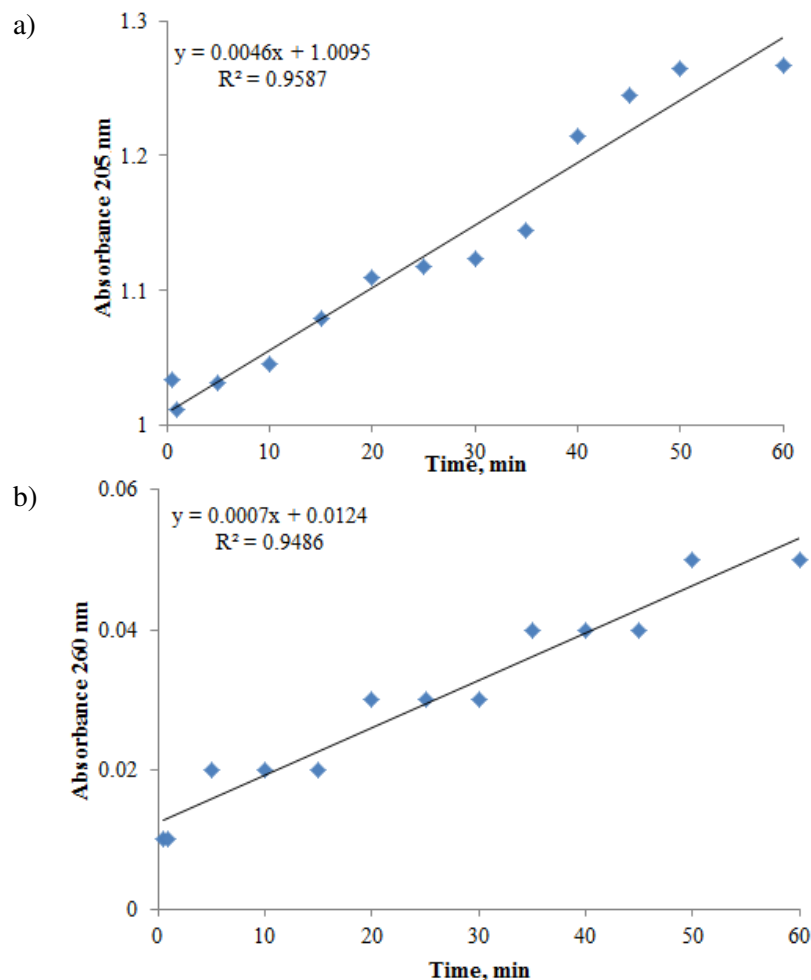 a)
1.3
y = 0.0046x + 1.0095
R² = 0.9587
1.2
1.1
1
Absorbance 205 nm
0 10 20 30 40 50 60
Time, min
b)
0.06
y = 0.0007x + 0.0124
R² = 0.9486
0.04
0.02
0
Absorbance 260 nm
0 10 20 30 40 50 60
Time, min